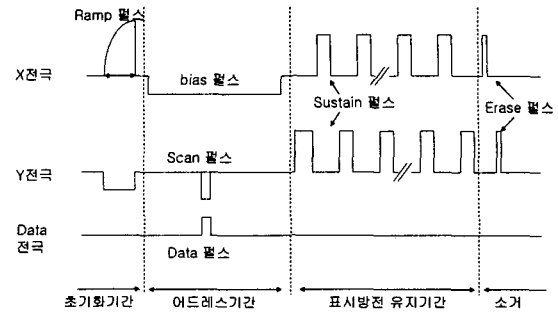 Ramp 펄스
X전극
bias 펄스
Sustain 펄스
Erase 펄스
Scan 펄스
Y전극
Data
전극
Data 펄스
초기화기간
어드레스기간
표시방전 유지기간
소거